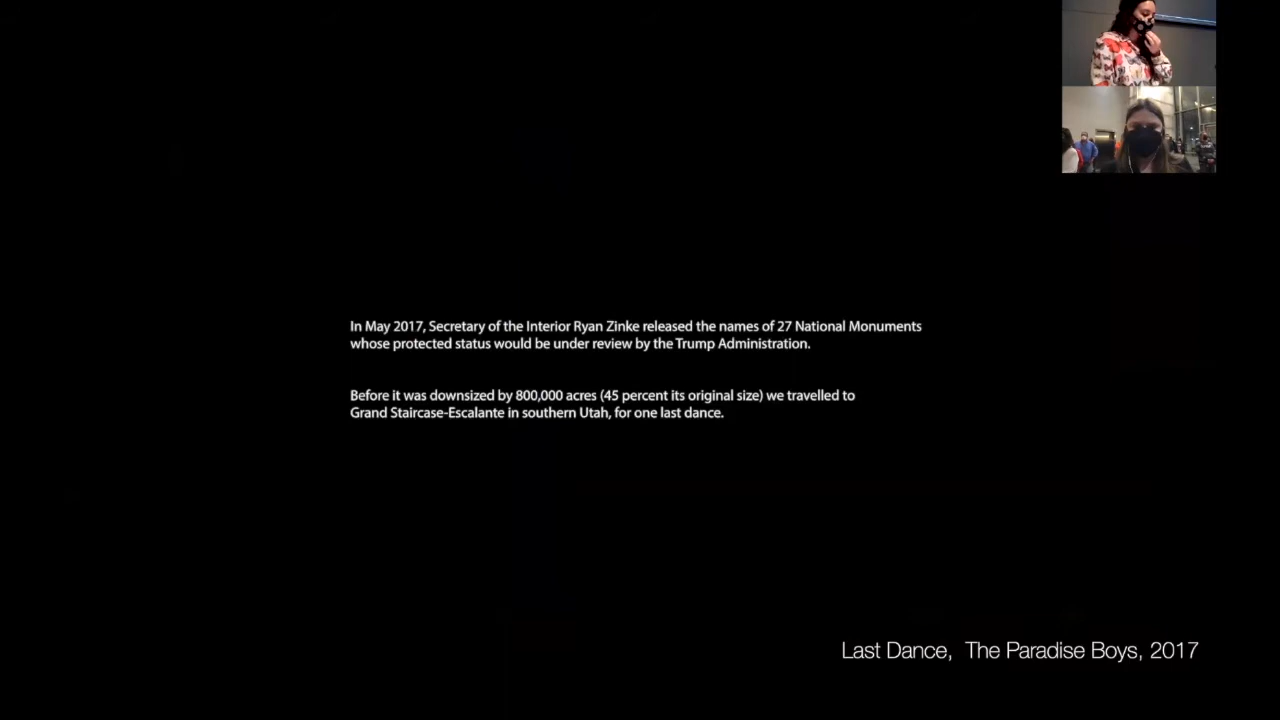 In May 2017, Secretary of the Interior Ryan Zinke released the names of 27 National Monuments
whose protected status would be under review by the Trump Administration.
Before it was downsized by 800,000 acres (45 percent its original size) we travelled to
Grand Staircase-Escalante in southern Utah, for one last dance.
Last Dance, The Paradise Boys, 2017